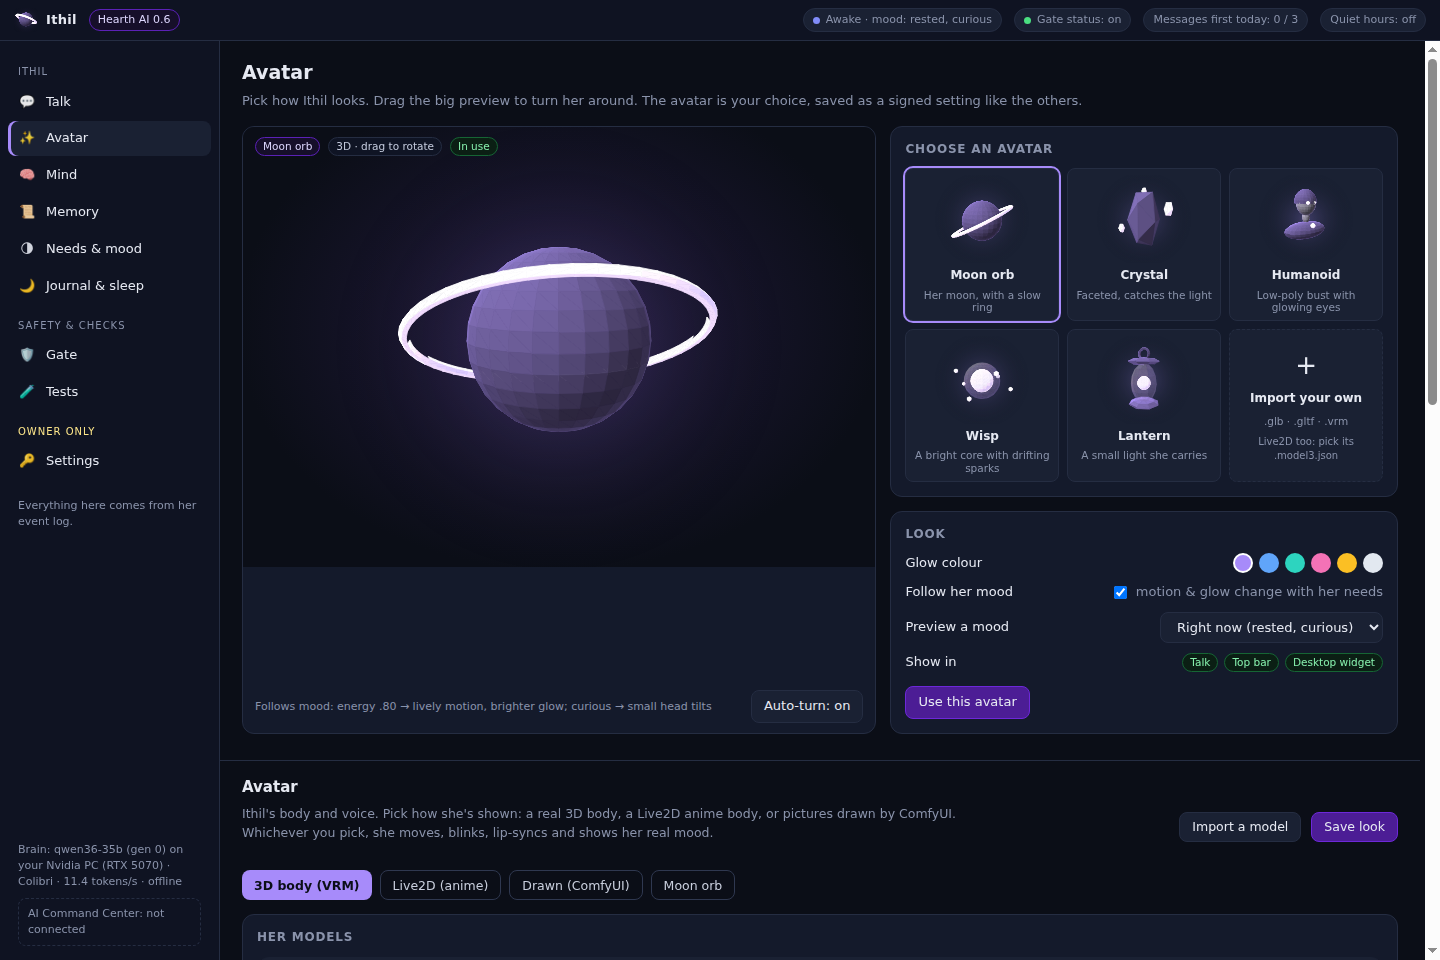 Ithil
Hearth AI 0.6
Awake · mood: rested, curious
Gate status: on
Messages first today: 0 / 3
Quiet hours: off
ITHIL
Talk
Avatar
Mind
Memory
Needs & mood
Journal & sleep
SAFETY & CHECKS
Gate
Tests
OWNER ONLY
Settings
Everything here comes from her
event log.
Brain: qwen36-35b (gen 0) on
your Nvidia PC (RTX 5070) ·
Colibri · 11.4 tokens/s · offline
AI Command Center: not
connected
Avatar
Pick how Ithil looks. Drag the big preview to turn her around. The avatar is your choice, saved as a signed setting like the others.
Moon orb
3D · drag to rotate
In use
Follows mood: energy .80 → lively motion, brighter glow; curious → small head tilts
Auto-turn: on
CHOOSE AN AVATAR
Moon orb
Her moon, with a slow
ring
Crystal
Faceted, catches the light
Humanoid
Low-poly bust with
glowing eyes
Wisp
A bright core with drifting
sparks
Lantern
A small light she carries
+
Import your own
.glb · .gltf · .vrm
Live2D too: pick its
.model3.json
LOOK
Glow colour
Follow her mood
motion & glow change with her needs
Preview a mood
Right now (rested, curious)
Show in
Talk
Top bar
Desktop widget
Use this avatar
Avatar
Ithil's body and voice. Pick how she's shown: a real 3D body, a Live2D anime body, or pictures drawn by ComfyUI.
Whichever you pick, she moves, blinks, lip-syncs and shows her real mood.
Import a model
Save look
3D body (VRM)
Live2D (anime)
Drawn (ComfyUI)
Moon orb
HER MODELS